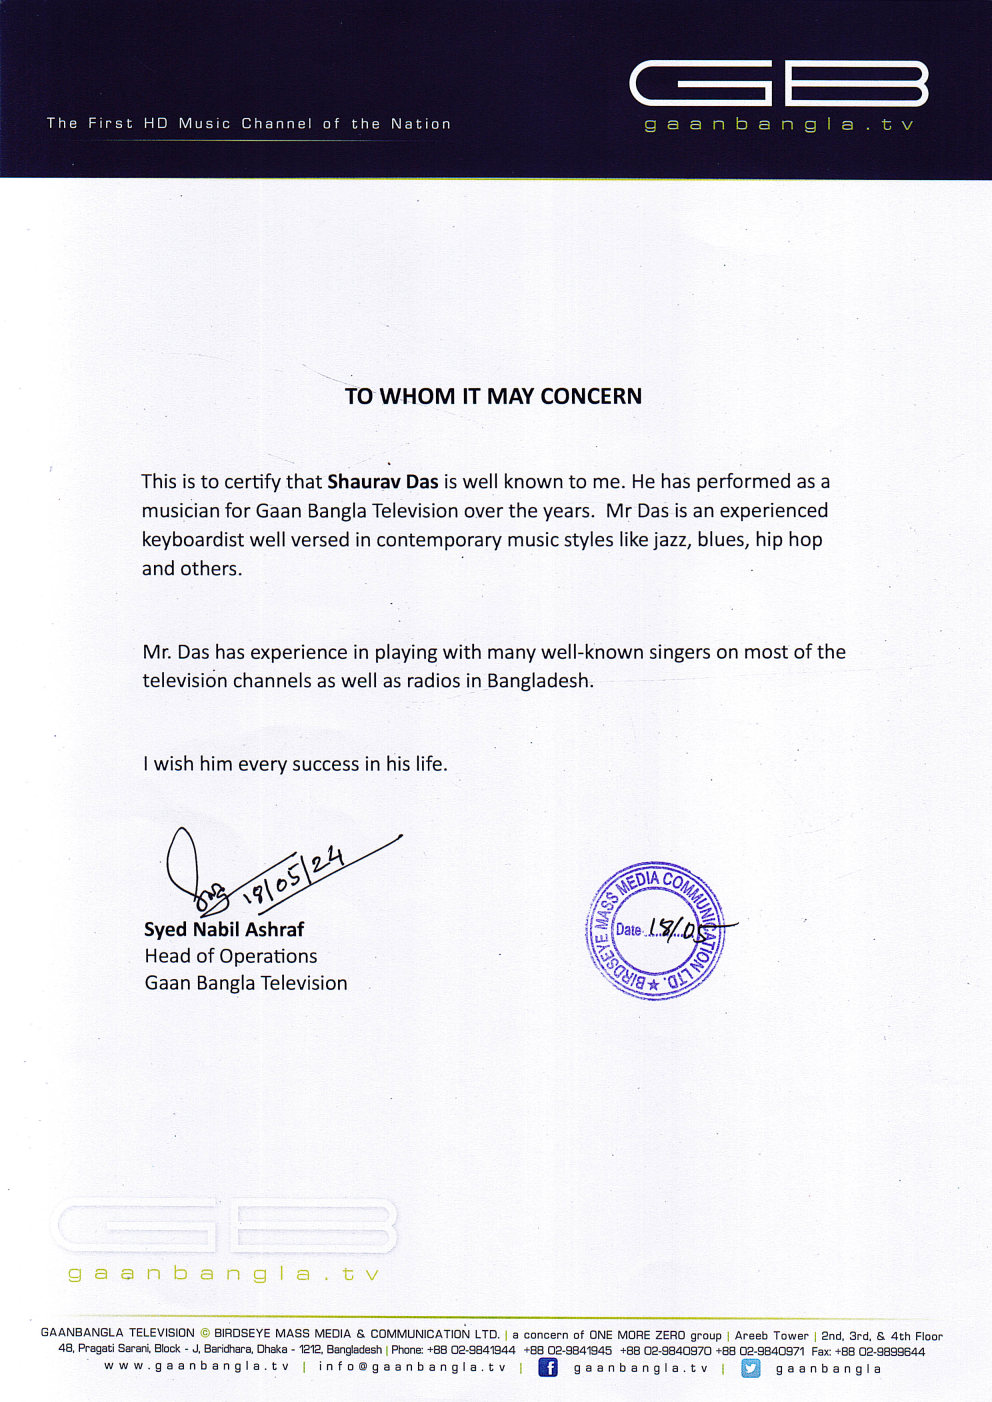 The First HD Music Channel of the Nation
GB
gaanbangla.tv
TO WHOM IT MAY CONCERN
This is to certify that Shaurav Das is well known to me. He has performed as a
musician for Gaan Bangla Television over the years. Mr Das is an experienced
keyboardist well versed in contemporary music styles like jazz, blues, hip hop
and others.
Mr. Das has experience in playing with many well-known singers on most of the
television channels as well as radios in Bangladesh.
I wish him every success in his life.
18/05/24
Syed Nabil Ashraf
Head of Operations
Gaan Bangla Television
BIRDSEYE MASS MEDIA COMMUNICATION LTD.
Date 18/05
GB
gaanbangla.tv
GAANBANGLA TELEVISION © BIRDSEYE MASS MEDIA & COMMUNICATION LTD. | a concern of ONE MORE ZERO group | Areeb Tower | 2nd, 3rd, & 4th Floor
48, Pragati Sarani, Block - J, Baridhara, Dhaka - 1212, Bangladesh | Phone: +88 02-9841944 +88 02-9841945 +88 02-9840970 +88 02-9840971 Fax: +88 02-9899644
www.gaanbangla.tv | info@gaanbangla.tv | gaanbangla.tv | gaanbangla